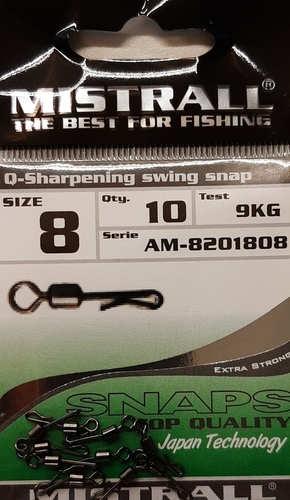 MISTRALL®
THE BEST FOR FISHING
Q-Sharpening swing snap
SIZE
8
Qty.
10
Test
9KG
Serie
AM-8201808
EXTRA STRONG
SNAPS
TOP QUALITY
Japan Technology
MISTRALL